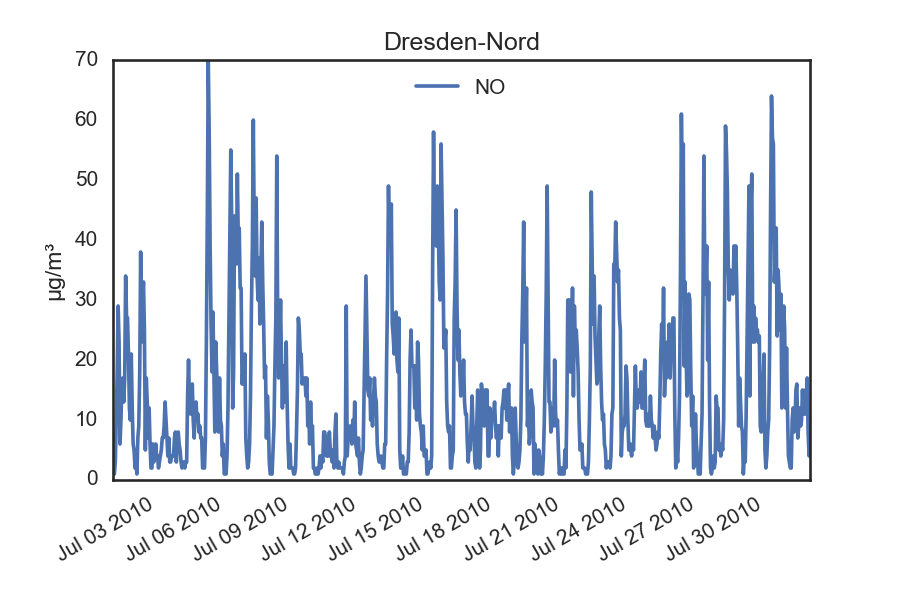 Dresden-Nord
NO
µg/m³
70
60
50
40
30
20
10
0
Jul 03 2010
Jul 06 2010
Jul 09 2010
Jul 12 2010
Jul 15 2010
Jul 18 2010
Jul 21 2010
Jul 24 2010
Jul 27 2010
Jul 30 2010